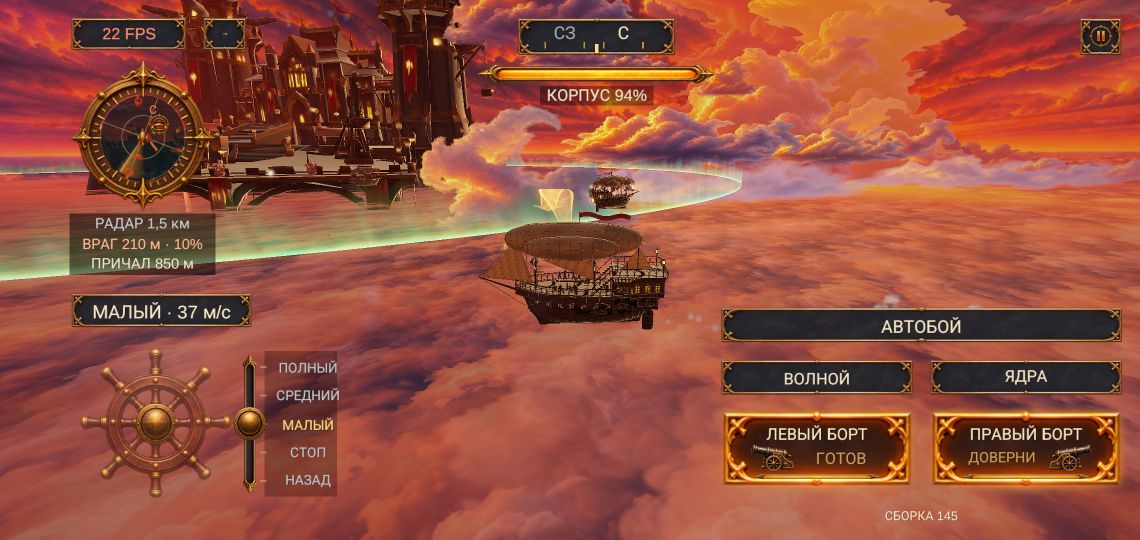 22 FPS
СЗ
С
КОРПУС 94%
С
РАДАР 1,5 км
ВРАГ 210 м · 10%
ПРИЧАЛ 850 м
МАЛЫЙ · 37 м/с
ПОЛНЫЙ
СРЕДНИЙ
МАЛЫЙ
СТОП
НАЗАД
АВТОБОЙ
ВОЛНОЙ
ЯДРА
ЛЕВЫЙ БОРТ
ГОТОВ
ПРАВЫЙ БОРТ
ДОВЕРНИ
СБОРКА 145